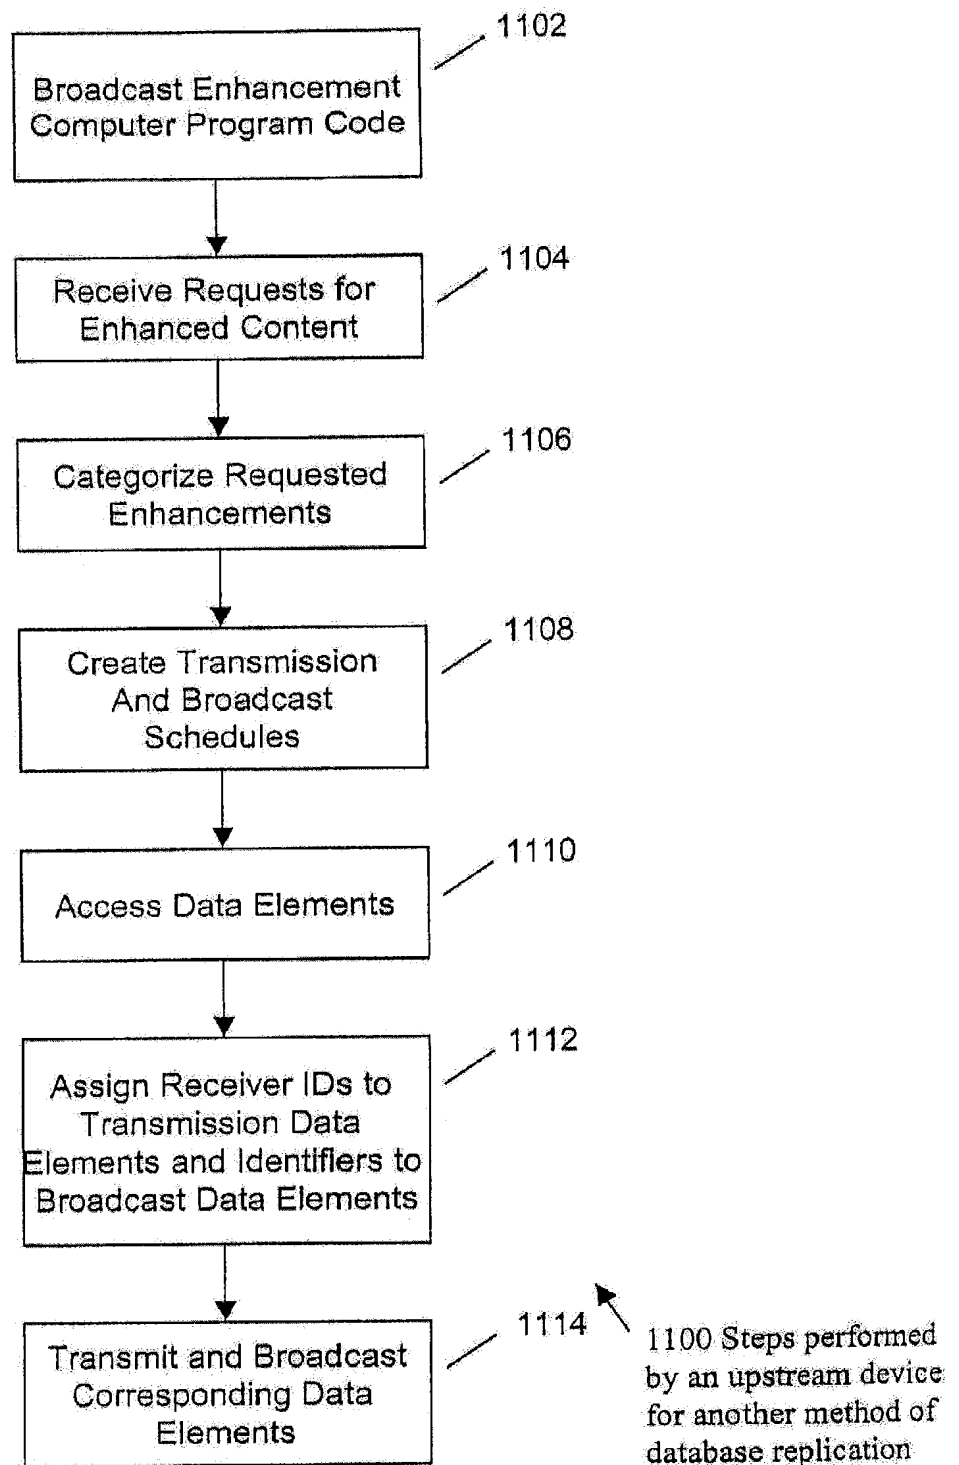 1102
Broadcast Enhancement
Computer Program Code
1104
Receive Requests for
Enhanced Content
1106
Categorize Requested
Enhancements
1108
Create Transmission
And Broadcast
Schedules
1110
Access Data Elements
1112
Assign Receiver IDs to
Transmission Data
Elements and Identifiers to
Broadcast Data Elements
1114
Transmit and Broadcast
Corresponding Data
Elements
1100 Steps performed
by an upstream device
for another method of
database replication